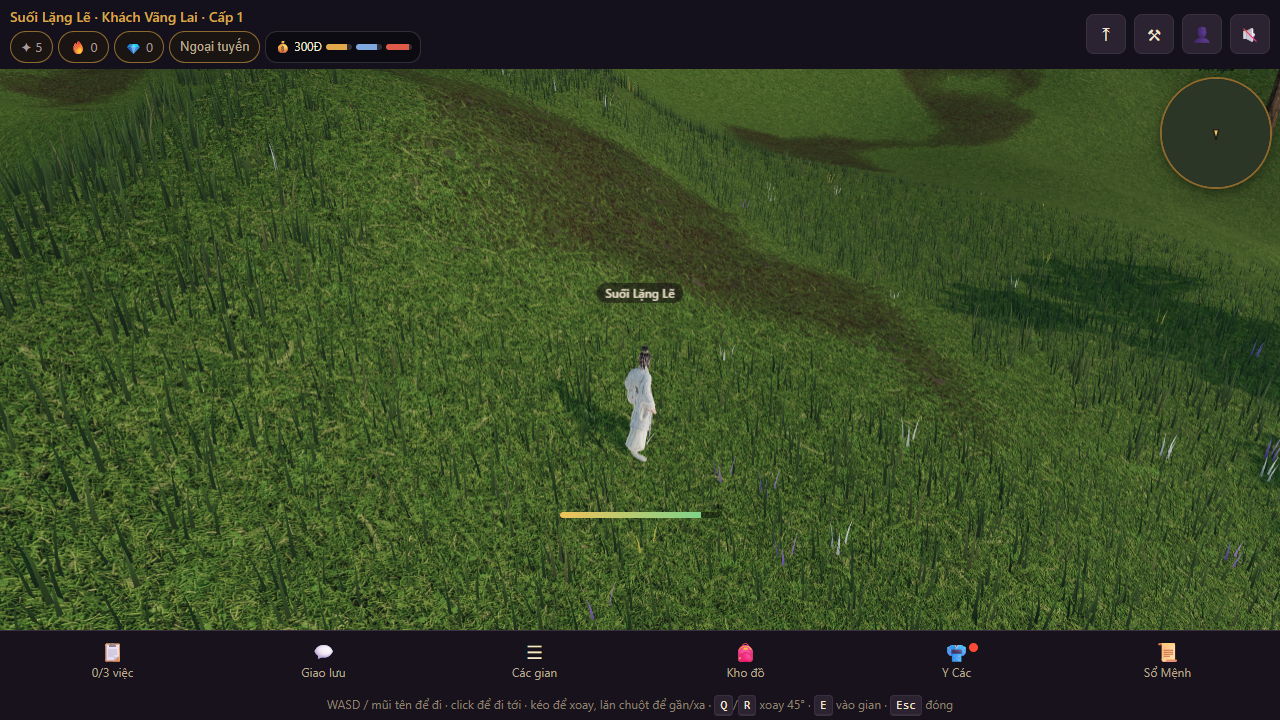 Suối Lặng Lẽ · Khách Vãng Lai · Cấp 1
5
0
0
Ngoại tuyến
300Đ
Suối Lặng Lẽ
0/3 việc
Giao lưu
Các gian
Kho đồ
Y Các
Sổ Mệnh
WASD / mũi tên để đi · click để đi tới · kéo để xoay, lăn chuột để gần/xa · Q / R xoay 45° · E vào gian · Esc đóng